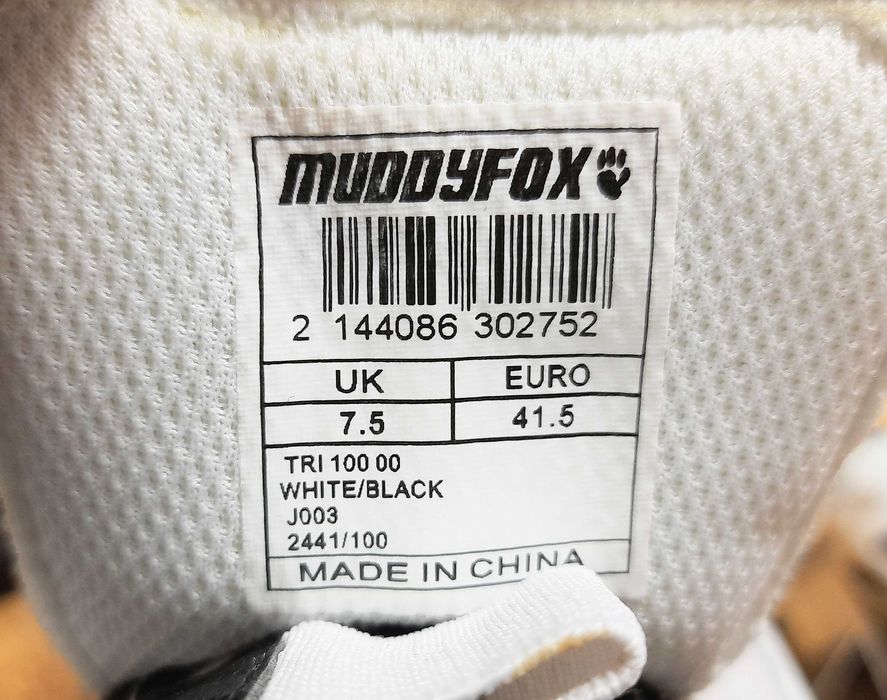 MUDDYFOX
2 144086 302752
UK EURO
7.5 41.5
TRI 100 00
WHITE/BLACK
J003
2441/100
MADE IN CHINA